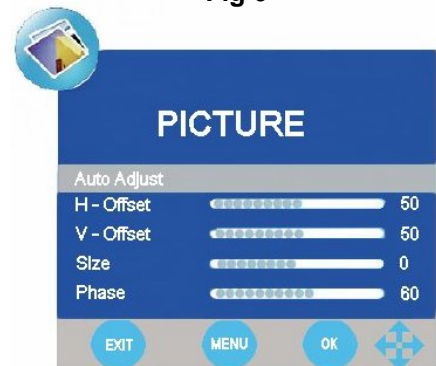 PICTURE
Auto Adjust
H - Offset 50
V - Offset 50
Size 0
Phase 60
EXIT MENU OK